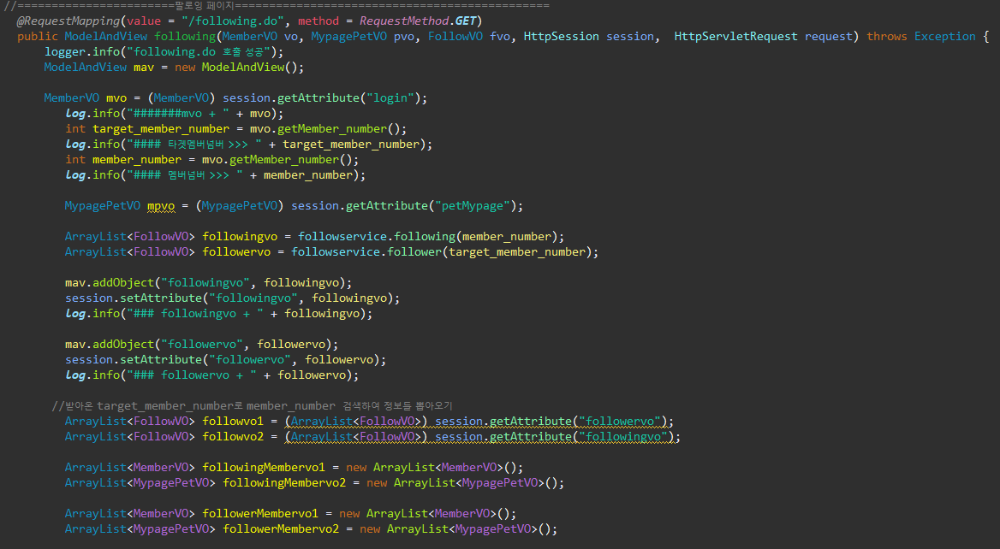 //=======================팔로잉 페이지==============================================
@RequestMapping(value = "/following.do", method = RequestMethod.GET)
public ModelAndView following(MemberVO vo, MypagePetVO pvo, FollowVO fvo, HttpSession session,  HttpServletRequest request) throws Exception {
logger.info("following.do 호출 성공");
ModelAndView mav = new ModelAndView();
MemberVO mvo = (MemberVO) session.getAttribute("login");
log.info("#######mvo + " + mvo);
int target_member_number = mvo.getMember_number();
log.info("#### 타겟멤버넘버 >>> " + target_member_number);
int member_number = mvo.getMember_number();
log.info("#### 멤버넘버 >>> " + member_number);
MypagePetVO mpvo = (MypagePetVO) session.getAttribute("petMypage");
ArrayList<FollowVO> followingvo = followservice.following(member_number);
ArrayList<FollowVO> followervo = followservice.follower(target_member_number);
mav.addObject("followingvo", followingvo);
session.setAttribute("followingvo", followingvo);
log.info("### followingvo + " + followingvo);
mav.addObject("followervo", followervo);
session.setAttribute("followervo", followervo);
log.info("### followervo + " + followervo);
//받아온 target_member_number로 member_number 검색하여 정보들 뽑아오기
ArrayList<FollowVO> followvo1 = (ArrayList<FollowVO>) session.getAttribute("followervo");
ArrayList<FollowVO> followvo2 = (ArrayList<FollowVO>) session.getAttribute("followingvo");
ArrayList<MemberVO> followingMembervo1 = new ArrayList<MemberVO>();
ArrayList<MypagePetVO> followingMembervo2 = new ArrayList<MypagePetVO>();
ArrayList<MemberVO> followerMembervo1 = new ArrayList<MemberVO>();
ArrayList<MypagePetVO> followerMembervo2 = new ArrayList<MypagePetVO>();